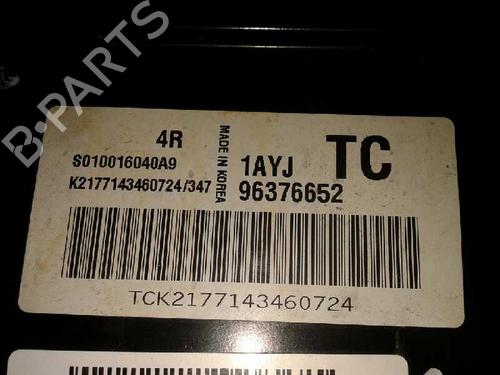 B-PARTS
4R
S010016040A9
K2177143460724/347
MADE IN KOREA
1AYJ
TC
96376652
TCK2177143460724